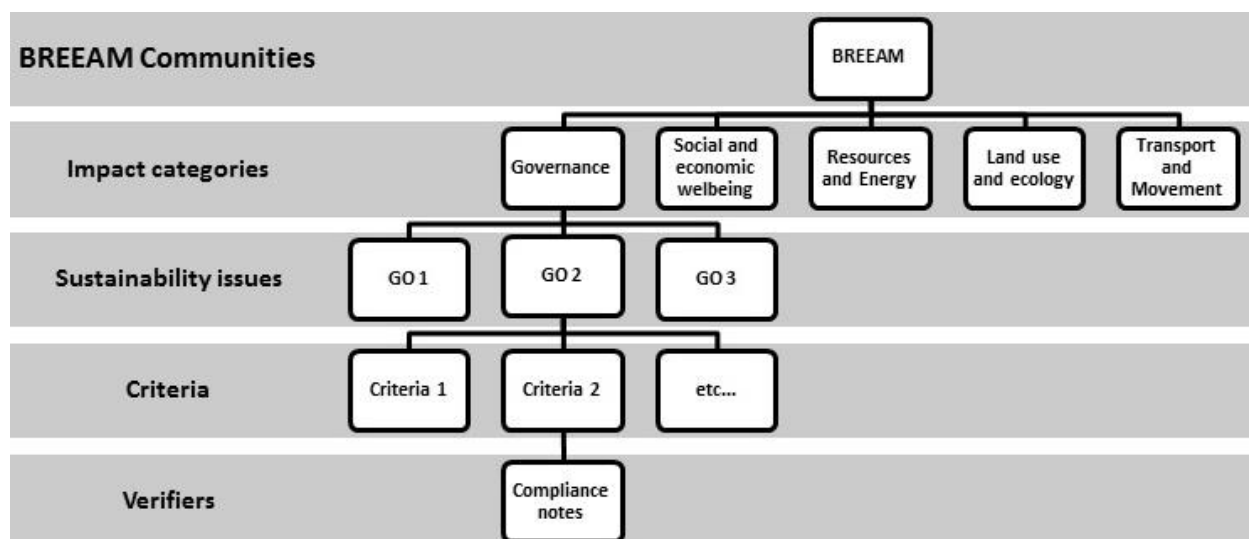 BREEAM Communities
BREEAM
Impact categories
Governance
Social and
economic
welbeing
Resources
and Energy
Land use
and ecology
Transport
and
Movement
Sustainability issues
GO 1
GO 2
GO 3
Criteria
Criteria 1
Criteria 2
etc...
Verifiers
Compliance
notes